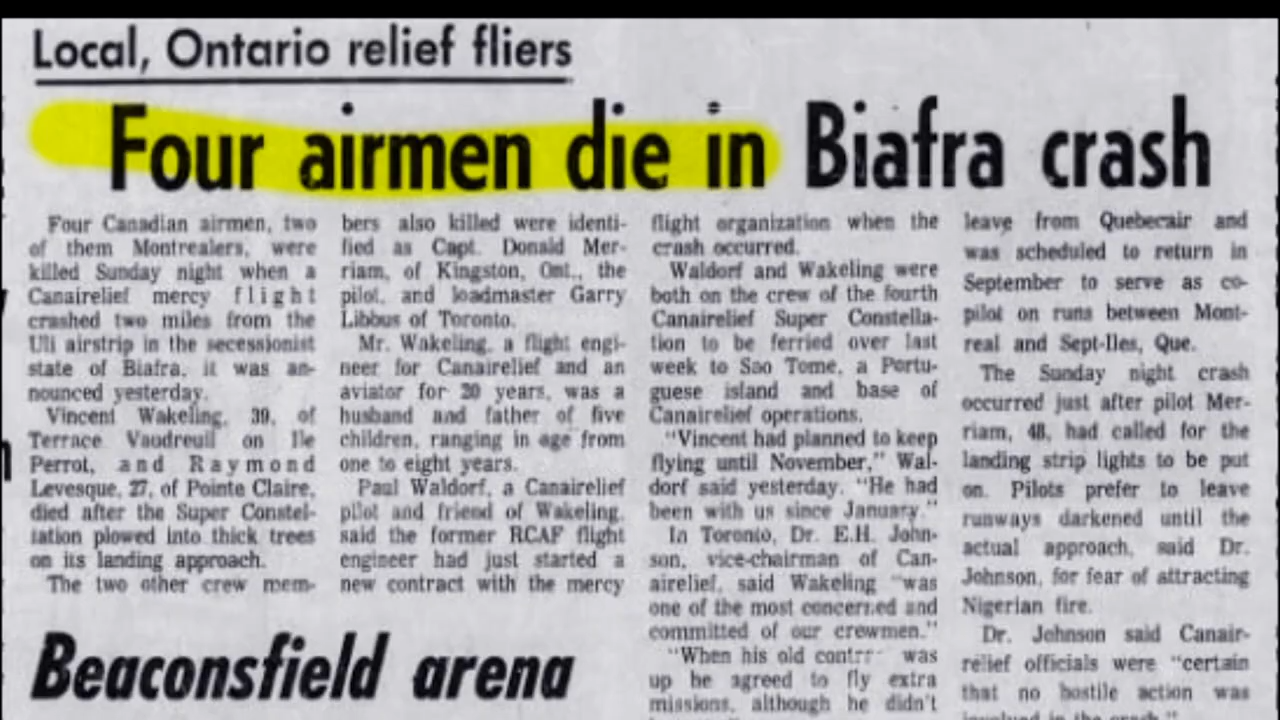 Local, Ontario relief fliers
Four airmen die in Biafra crash
Four Canadian airmen, two
of them Montrealers, were
killed Sunday night when a
Canairelief mercy flight
crashed two miles from the
Uli airstrip in the secessionist
state of Biafra, it was an-
nounced yesterday.
Vincent Wakeling, 39, of
Terrace Vaudreuil on Ile
Perrot, and Raymond
Levesque, 27, of Pointe Claire,
died after the Super Constel-
lation plowed into thick trees
on its landing approach.
The two other crew mem-
bers also killed were identi-
fied as Capt. Donald Mer-
riam, of Kingston, Ont., the
pilot, and loadmaster Garry
Libbus of Toronto.
Mr. Wakeling, a flight engi-
neer for Canairelief and an
aviator for 20 years, was a
husband and father of five
children, ranging in age from
one to eight years.
Paul Waldorf, a Canairelief
pilot and friend of Wakeling,
said the former RCAF flight
engineer had just started a
new contract with the mercy
flight organization when the
crash occurred.
Waldorf and Wakeling were
both on the crew of the fourth
Canairelief Super Constella-
tion to be ferried over last
week to Sao Tome, a Portu-
guese island and base of
Canairelief operations.
"Vincent had planned to keep
flying until November," Wal-
dorf said yesterday. "He had
been with us since January."
In Toronto, Dr. E.H. John-
son, vice-chairman of Can-
airelief, said Wakeling "was
one of the most concerned and
committed of our crewmen."
"When his old was
up he agreed to fly extra
missions, although he didn't
leave from Quebecair and
was scheduled to return in
September to serve as co-
pilot on runs between Mont-
real and Sept-Iles, Que.
The Sunday night crash
occurred just after pilot Mer-
riam, 48, had called for the
landing strip lights to be put
on. Pilots prefer to leave
runways darkened until the
actual approach, said Dr.
Johnson, for fear of attracting
Nigerian fire.
Dr. Johnson said Canair-
relief officials were "certain
that no hostile action was
involved in the crash."
Beaconsfield arena